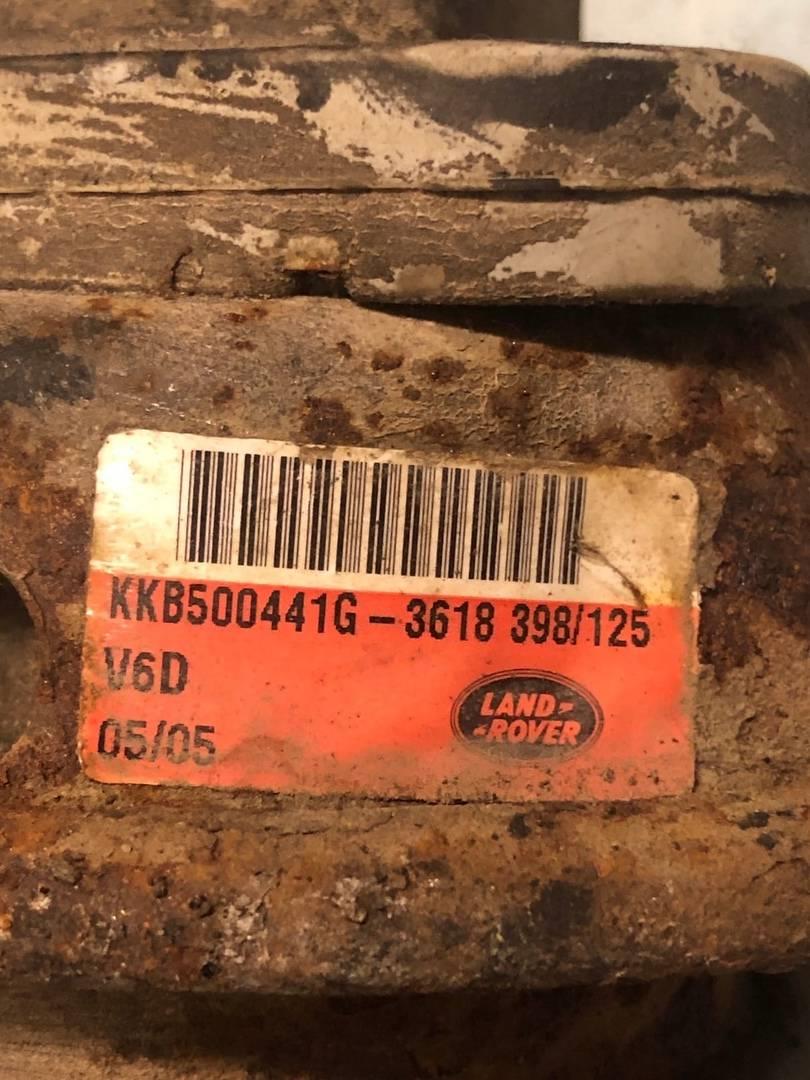 KKB500441G-3618 398/125
V6D
05/05
LAND-
-ROVER